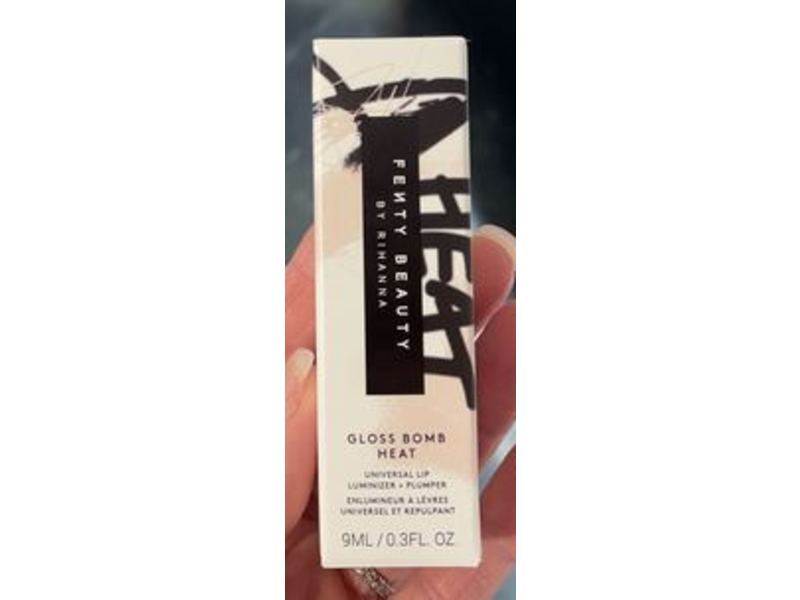 FENTY BEAUTY
BY RIHANNA
HEAT
GLOSS BOMB
HEAT
UNIVERSAL LIP
LUMINIZER + PLUMPER
ENLUMINEUR À LÈVRES
UNIVERSEL ET REPULPANT
9ML / 0.3FL. OZ.